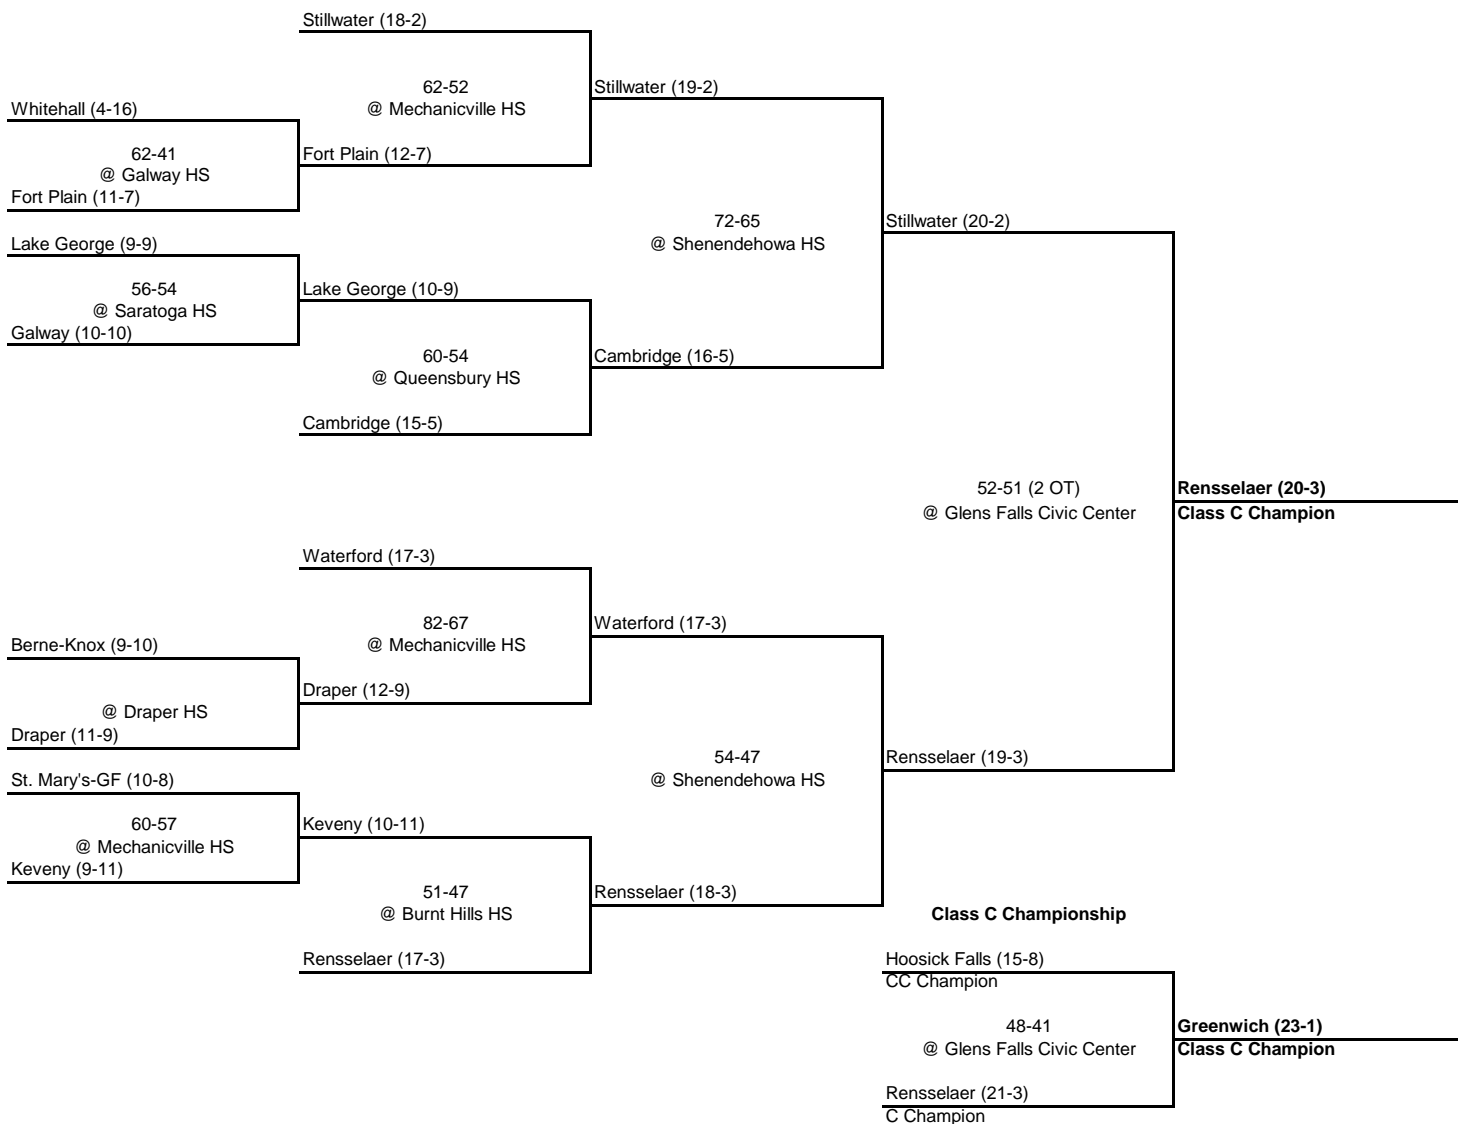 Stillwater (18-2)
62-52
@ Mechanicville HS
Stillwater (19-2)
Whitehall (4-16)
62-41
@ Galway HS
Fort Plain (12-7)
Fort Plain (11-7)
72-65
@ Shenendehowa HS
Stillwater (20-2)
Lake George (9-9)
56-54
@ Saratoga HS
Lake George (10-9)
Galway (10-10)
60-54
@ Queensbury HS
Cambridge (16-5)
Cambridge (15-5)
52-51 (2 OT)
@ Glens Falls Civic Center
Rensselaer (20-3)
Class C Champion
Waterford (17-3)
82-67
@ Mechanicville HS
Waterford (17-3)
Berne-Knox (9-10)
@ Draper HS
Draper (12-9)
Draper (11-9)
54-47
@ Shenendehowa HS
Rensselaer (19-3)
St. Mary's-GF (10-8)
60-57
@ Mechanicville HS
Keveny (10-11)
Keveny (9-11)
51-47
@ Burnt Hills HS
Rensselaer (18-3)
Rensselaer (17-3)
Class C Championship
Hoosick Falls (15-8)
CC Champion
48-41
@ Glens Falls Civic Center
Greenwich (23-1)
Class C Champion
Rensselaer (21-3)
C Champion